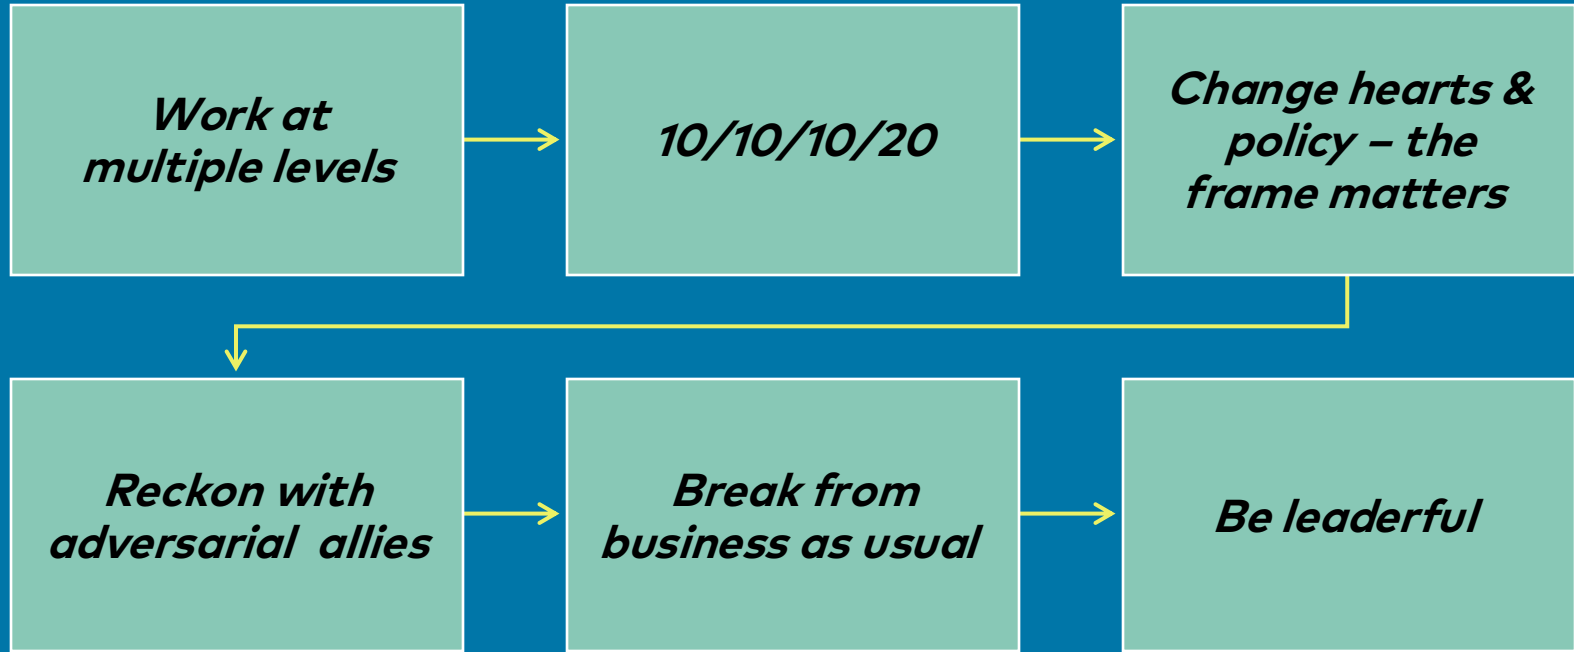 Work at
multiple levels
10/10/10/20
Change hearts &
policy – the
frame matters
Reckon with
adversarial  allies
Break from
business as usual
Be leaderful